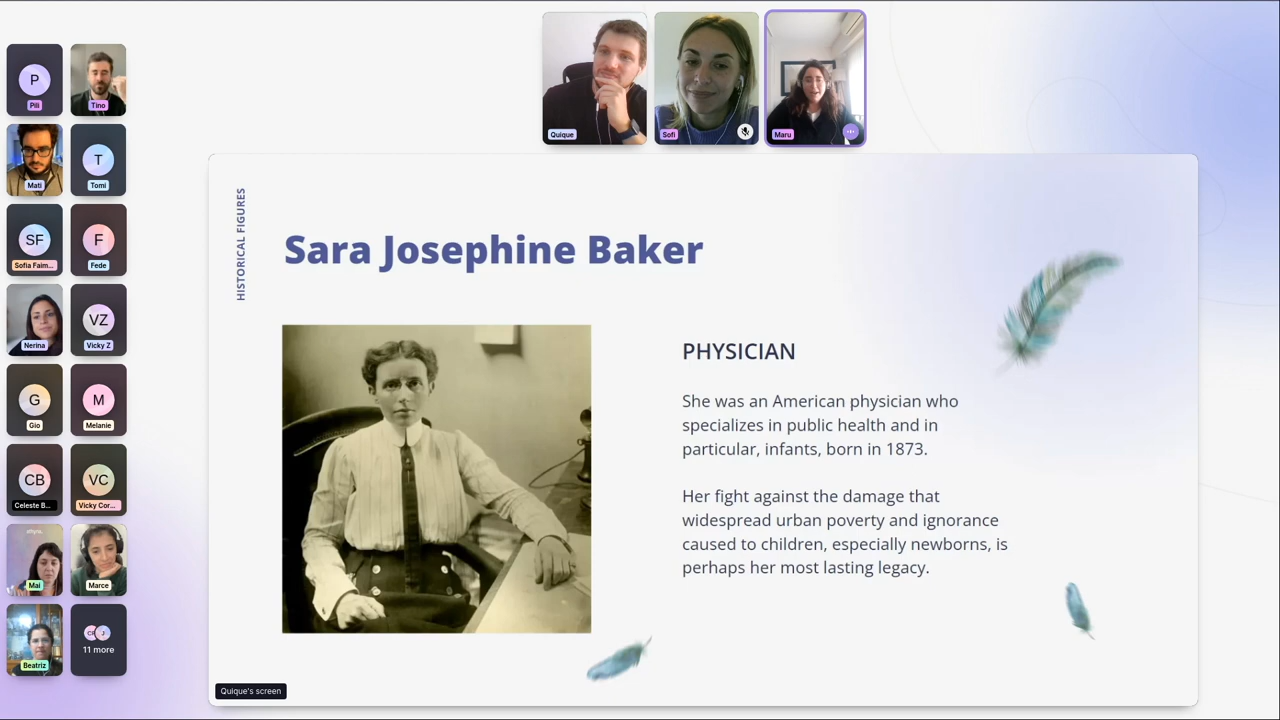 Quique
Sofi
Maru
P
Pili
Tino
Mati
T
Tomi
SF
Sofia Faim...
F
Fede
Nerina
VZ
Vicky Z
G
Gio
M
Melanie
CB
Celeste B...
VC
Vicky Cor...
Mai
Marce
Beatriz
11 more
HISTORICAL FIGURES
Sara Josephine Baker
PHYSICIAN
She was an American physician who
specializes in public health and in
particular, infants, born in 1873.
Her fight against the damage that
widespread urban poverty and ignorance
caused to children, especially newborns, is
perhaps her most lasting legacy.
Quique's screen